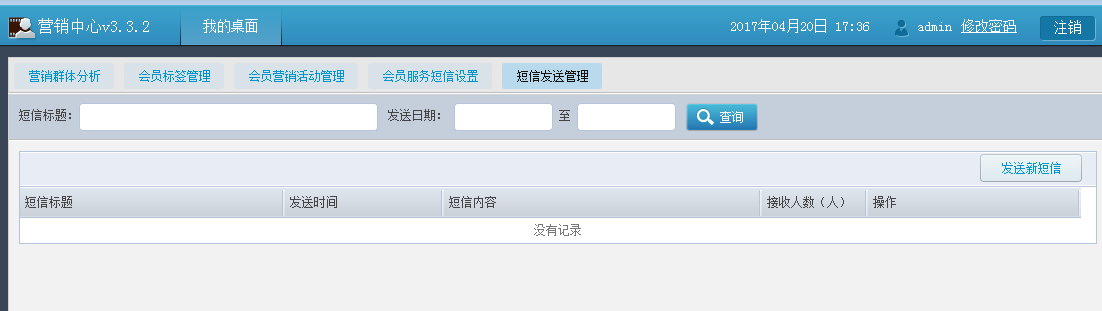 营销中心v3.3.2 我的桌面 2017年04月20日 17:36 admin 修改密码 注销
营销群体分析 会员标签管理 会员营销活动管理 会员服务短信设置 短信发送管理
短信标题: 发送日期: 至 查询
发送新短信
短信标题 发送时间 短信内容 接收人数（人） 操作
没有记录